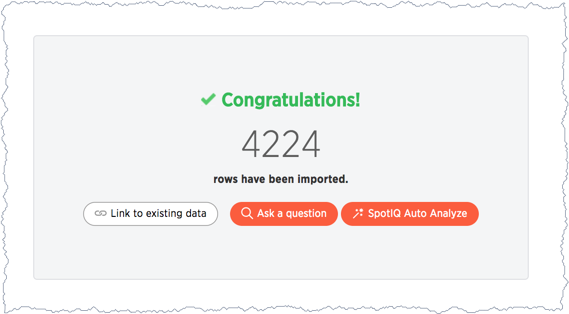 Congratulations!
4224
rows have been imported.
Link to existing data Ask a question SpotIQ Auto Analyze